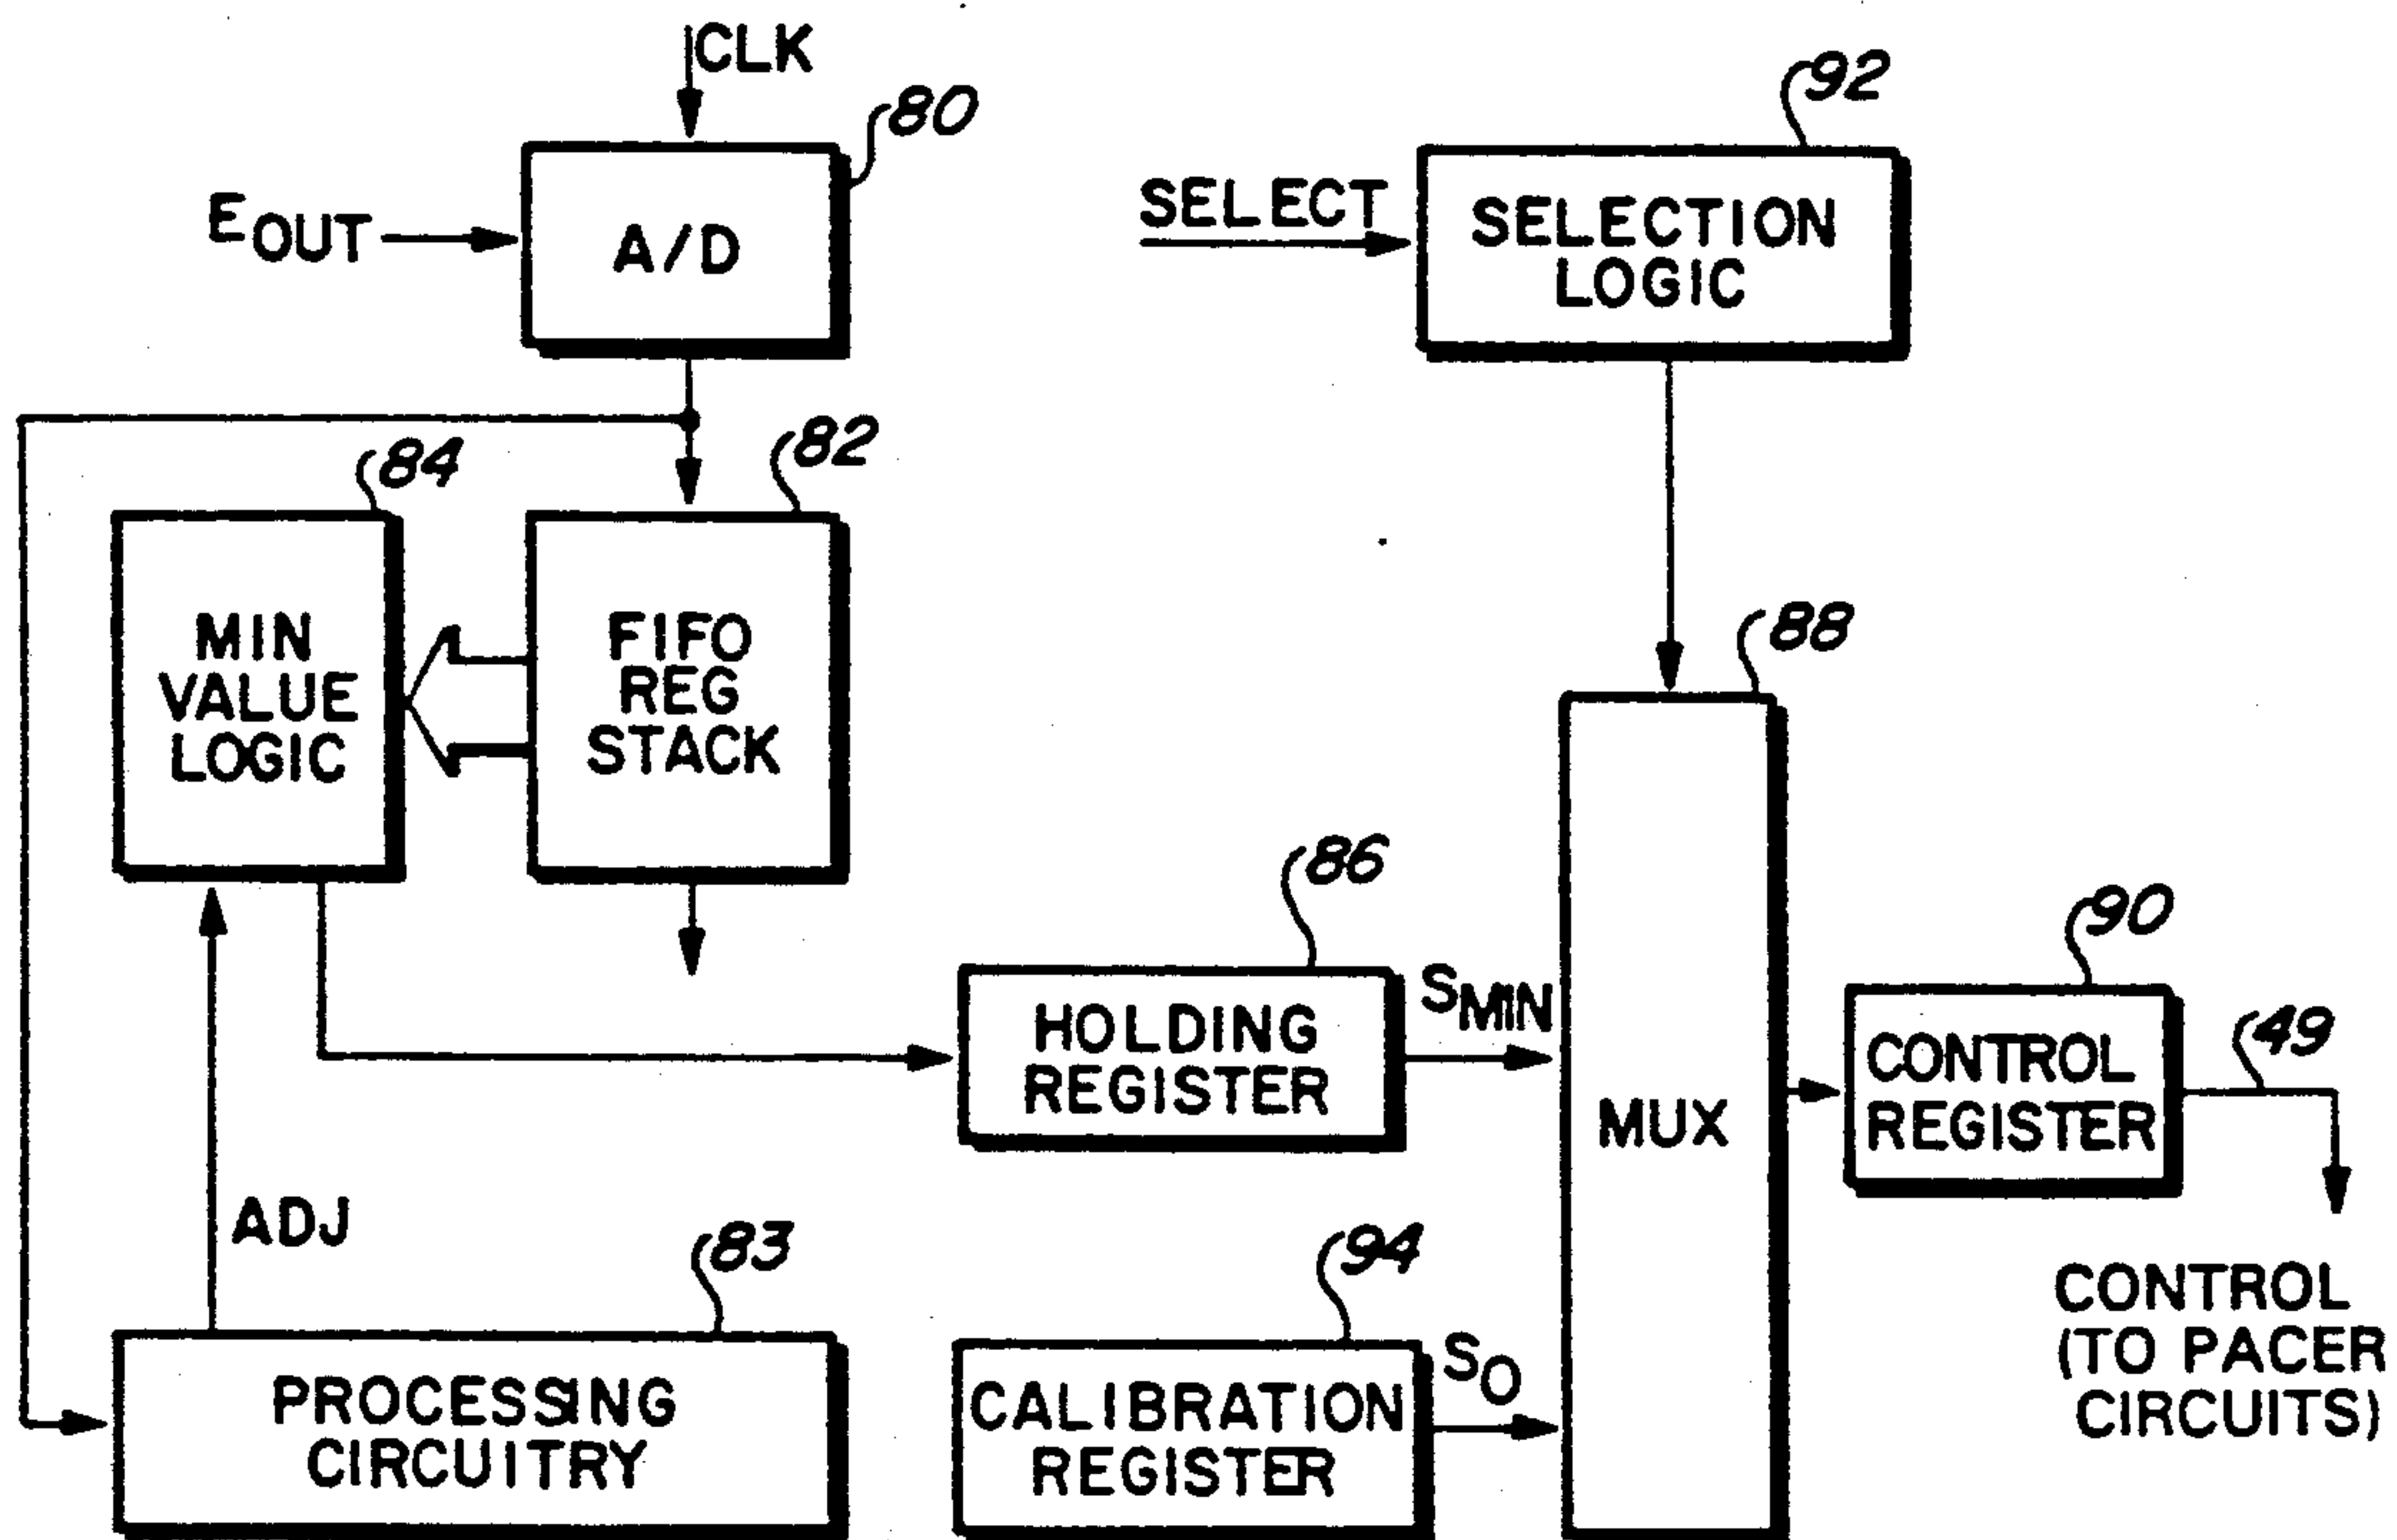 CLK
80
92
EOUT
A/D
SELECT
SELECTION
LOGIC
84
82
MIN
VALUE
LOGIC
FIFO
REG
STACK
88
86
90
HOLDING
REGISTER
SMIN
MUX
CONTROL
REGISTER
49
ADJ
83
94
CONTROL
(TO PACER
CIRCUITS)
PROCESSING
CIRCUITRY
CALIBRATION
REGISTER
SO